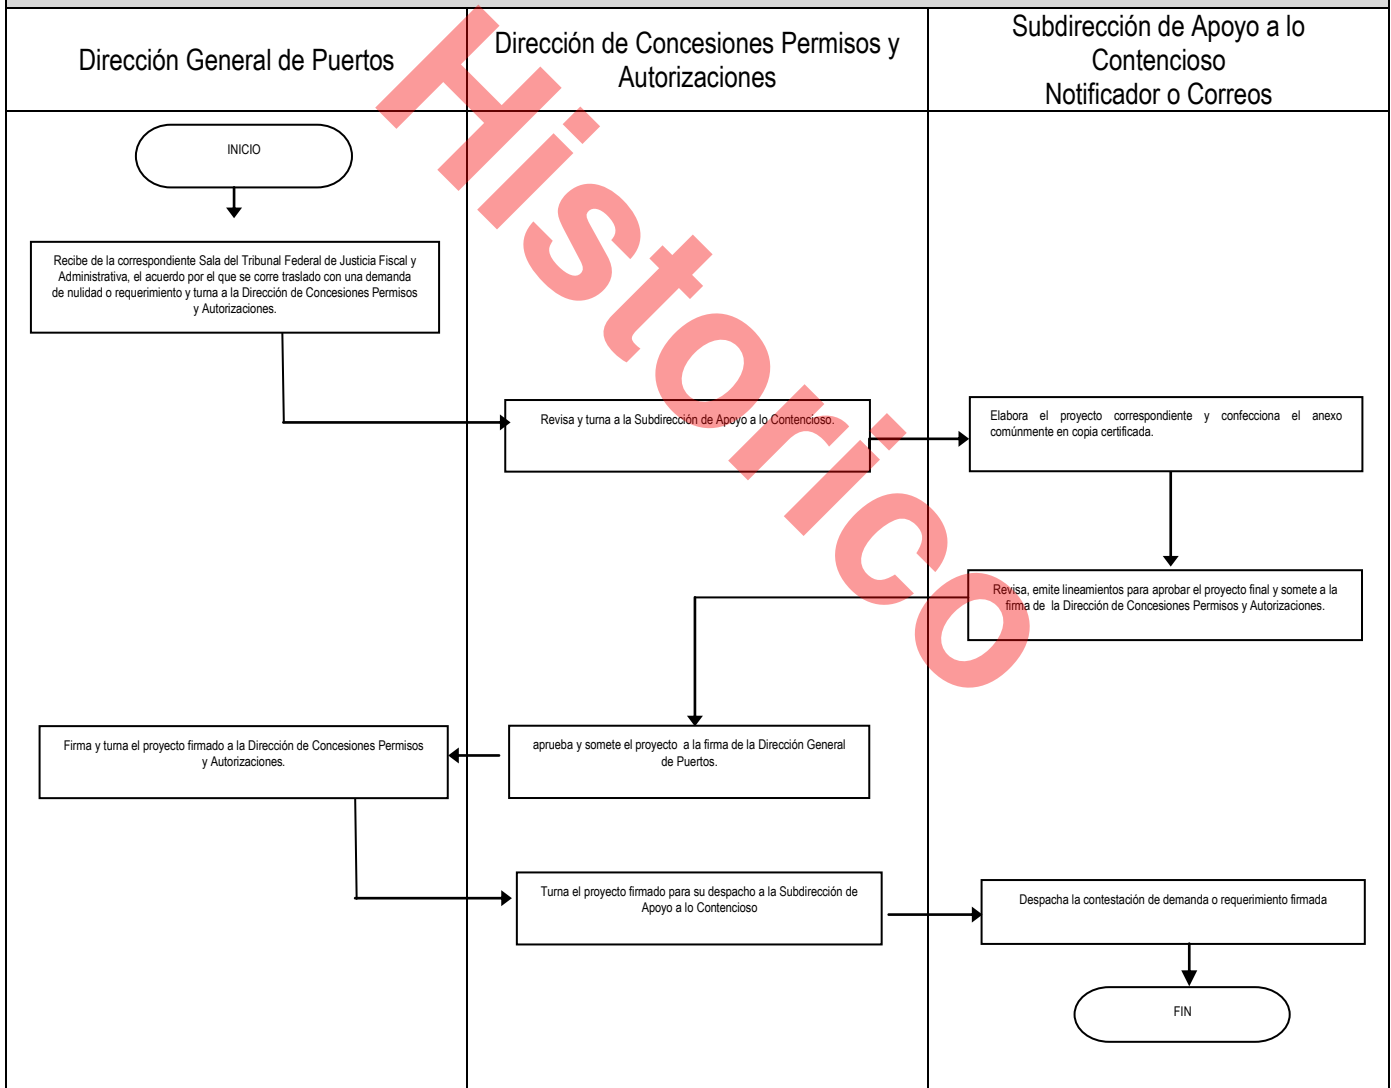 Dirección General de Puertos
Dirección de Concesiones Permisos y
Autorizaciones
Subdirección de Apoyo a lo
Contencioso
Notificador o Correos
INICIO
Recibe de la correspondiente Sala del Tribunal Federal de Justicia Fiscal y
Administrativa, el acuerdo por el que se corre traslado con una demanda
de nulidad o requerimiento y turna a la Dirección de Concesiones Permisos
y Autorizaciones.
Revisa y turna a la Subdirección de Apoyo a lo Contencioso.
Elabora el proyecto correspondiente y confecciona el anexo
comúnmente en copia certificada.
Revisa, emite lineamientos para aprobar el proyecto final y somete a la
firma de la Dirección de Concesiones Permisos y Autorizaciones.
aprueba y somete el proyecto a la firma de la Dirección General
de Puertos.
Firma y turna el proyecto firmado a la Dirección de Concesiones Permisos
y Autorizaciones.
Turna el proyecto firmado para su despacho a la Subdirección de
Apoyo a lo Contencioso
Despacha la contestación de demanda o requerimiento firmada
FIN
Historico